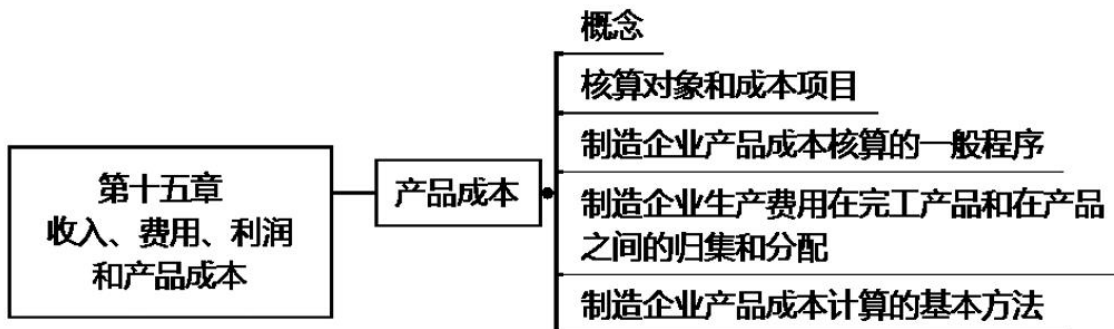 第十五章
收入、费用、利润
和产品成本
产品成本
概念
核算对象和成本项目
制造企业产品成本核算的一般程序
制造企业生产费用在完工产品和在产品
之间的归集和分配
制造企业产品成本计算的基本方法